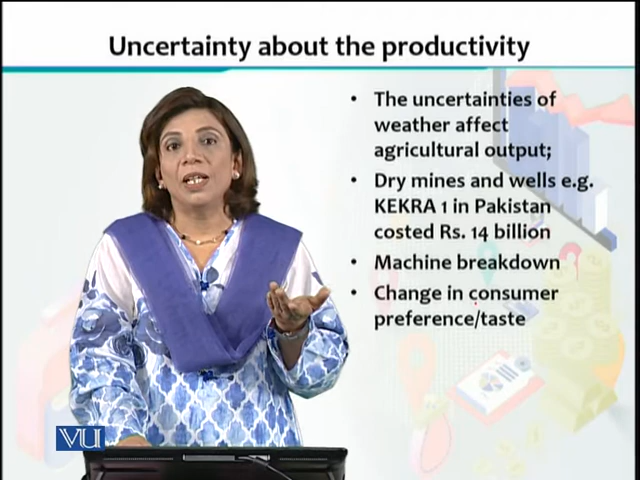 Uncertainty about the productivity
• The uncertainties of
weather affect
agricultural output;
• Dry mines and wells e.g.
KEKRA 1 in Pakistan
costed Rs. 14 billion
• Machine breakdown
• Change in consumer
preference/taste
VU